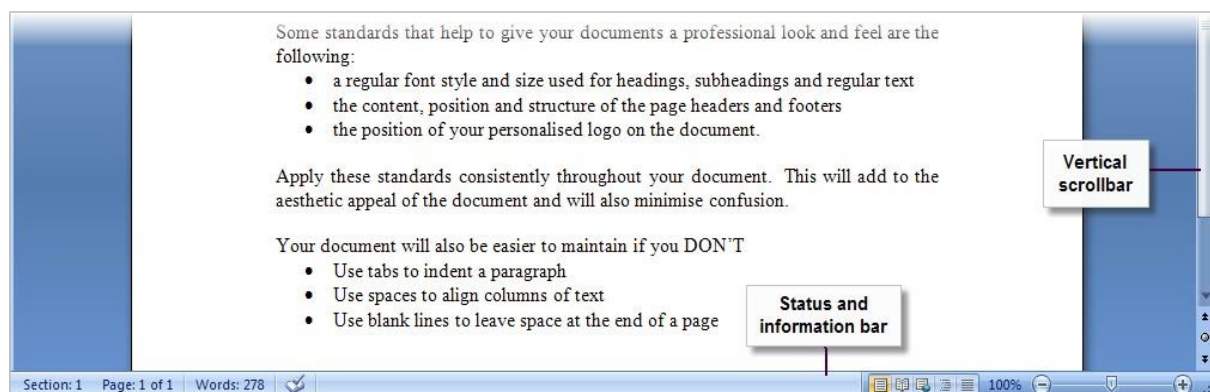 Some standards that help to give your documents a professional look and feel are the
following:
• a regular font style and size used for headings, subheadings and regular text
• the content, position and structure of the page headers and footers
• the position of your personalised logo on the document.
Apply these standards consistently throughout your document. This will add to the
aesthetic appeal of the document and will also minimise confusion.
Your document will also be easier to maintain if you DON'T
• Use tabs to indent a paragraph
• Use spaces to align columns of text
• Use blank lines to leave space at the end of a page
Vertical
scrollbar
Status and
information bar
Section: 1 Page: 1 of 1 Words: 278 100%